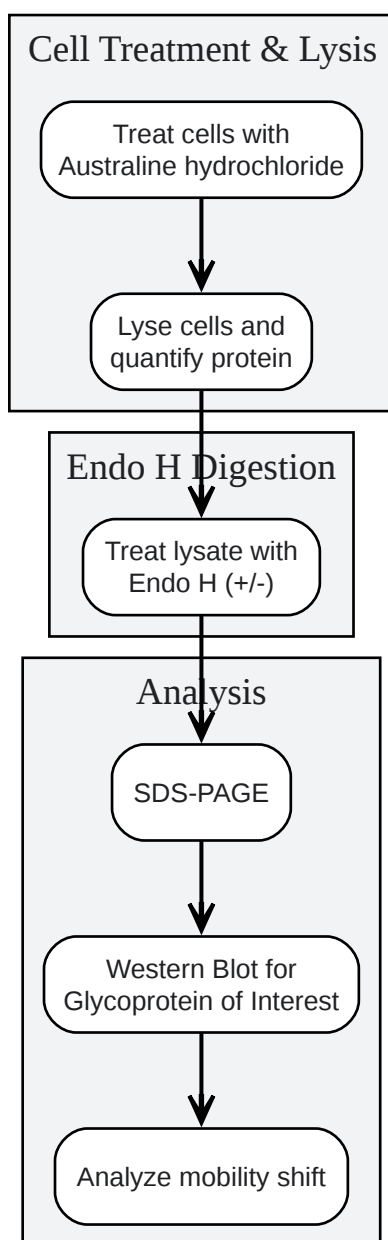 Cell Treatment & Lysis
Treat cells with
Australine hydrochloride
Lyse cells and
quantify protein
Endo H Digestion
Treat lysate with
Endo H (+/-)
Analysis
SDS-PAGE
Western Blot for
Glycoprotein of Interest
Analyze mobility shift